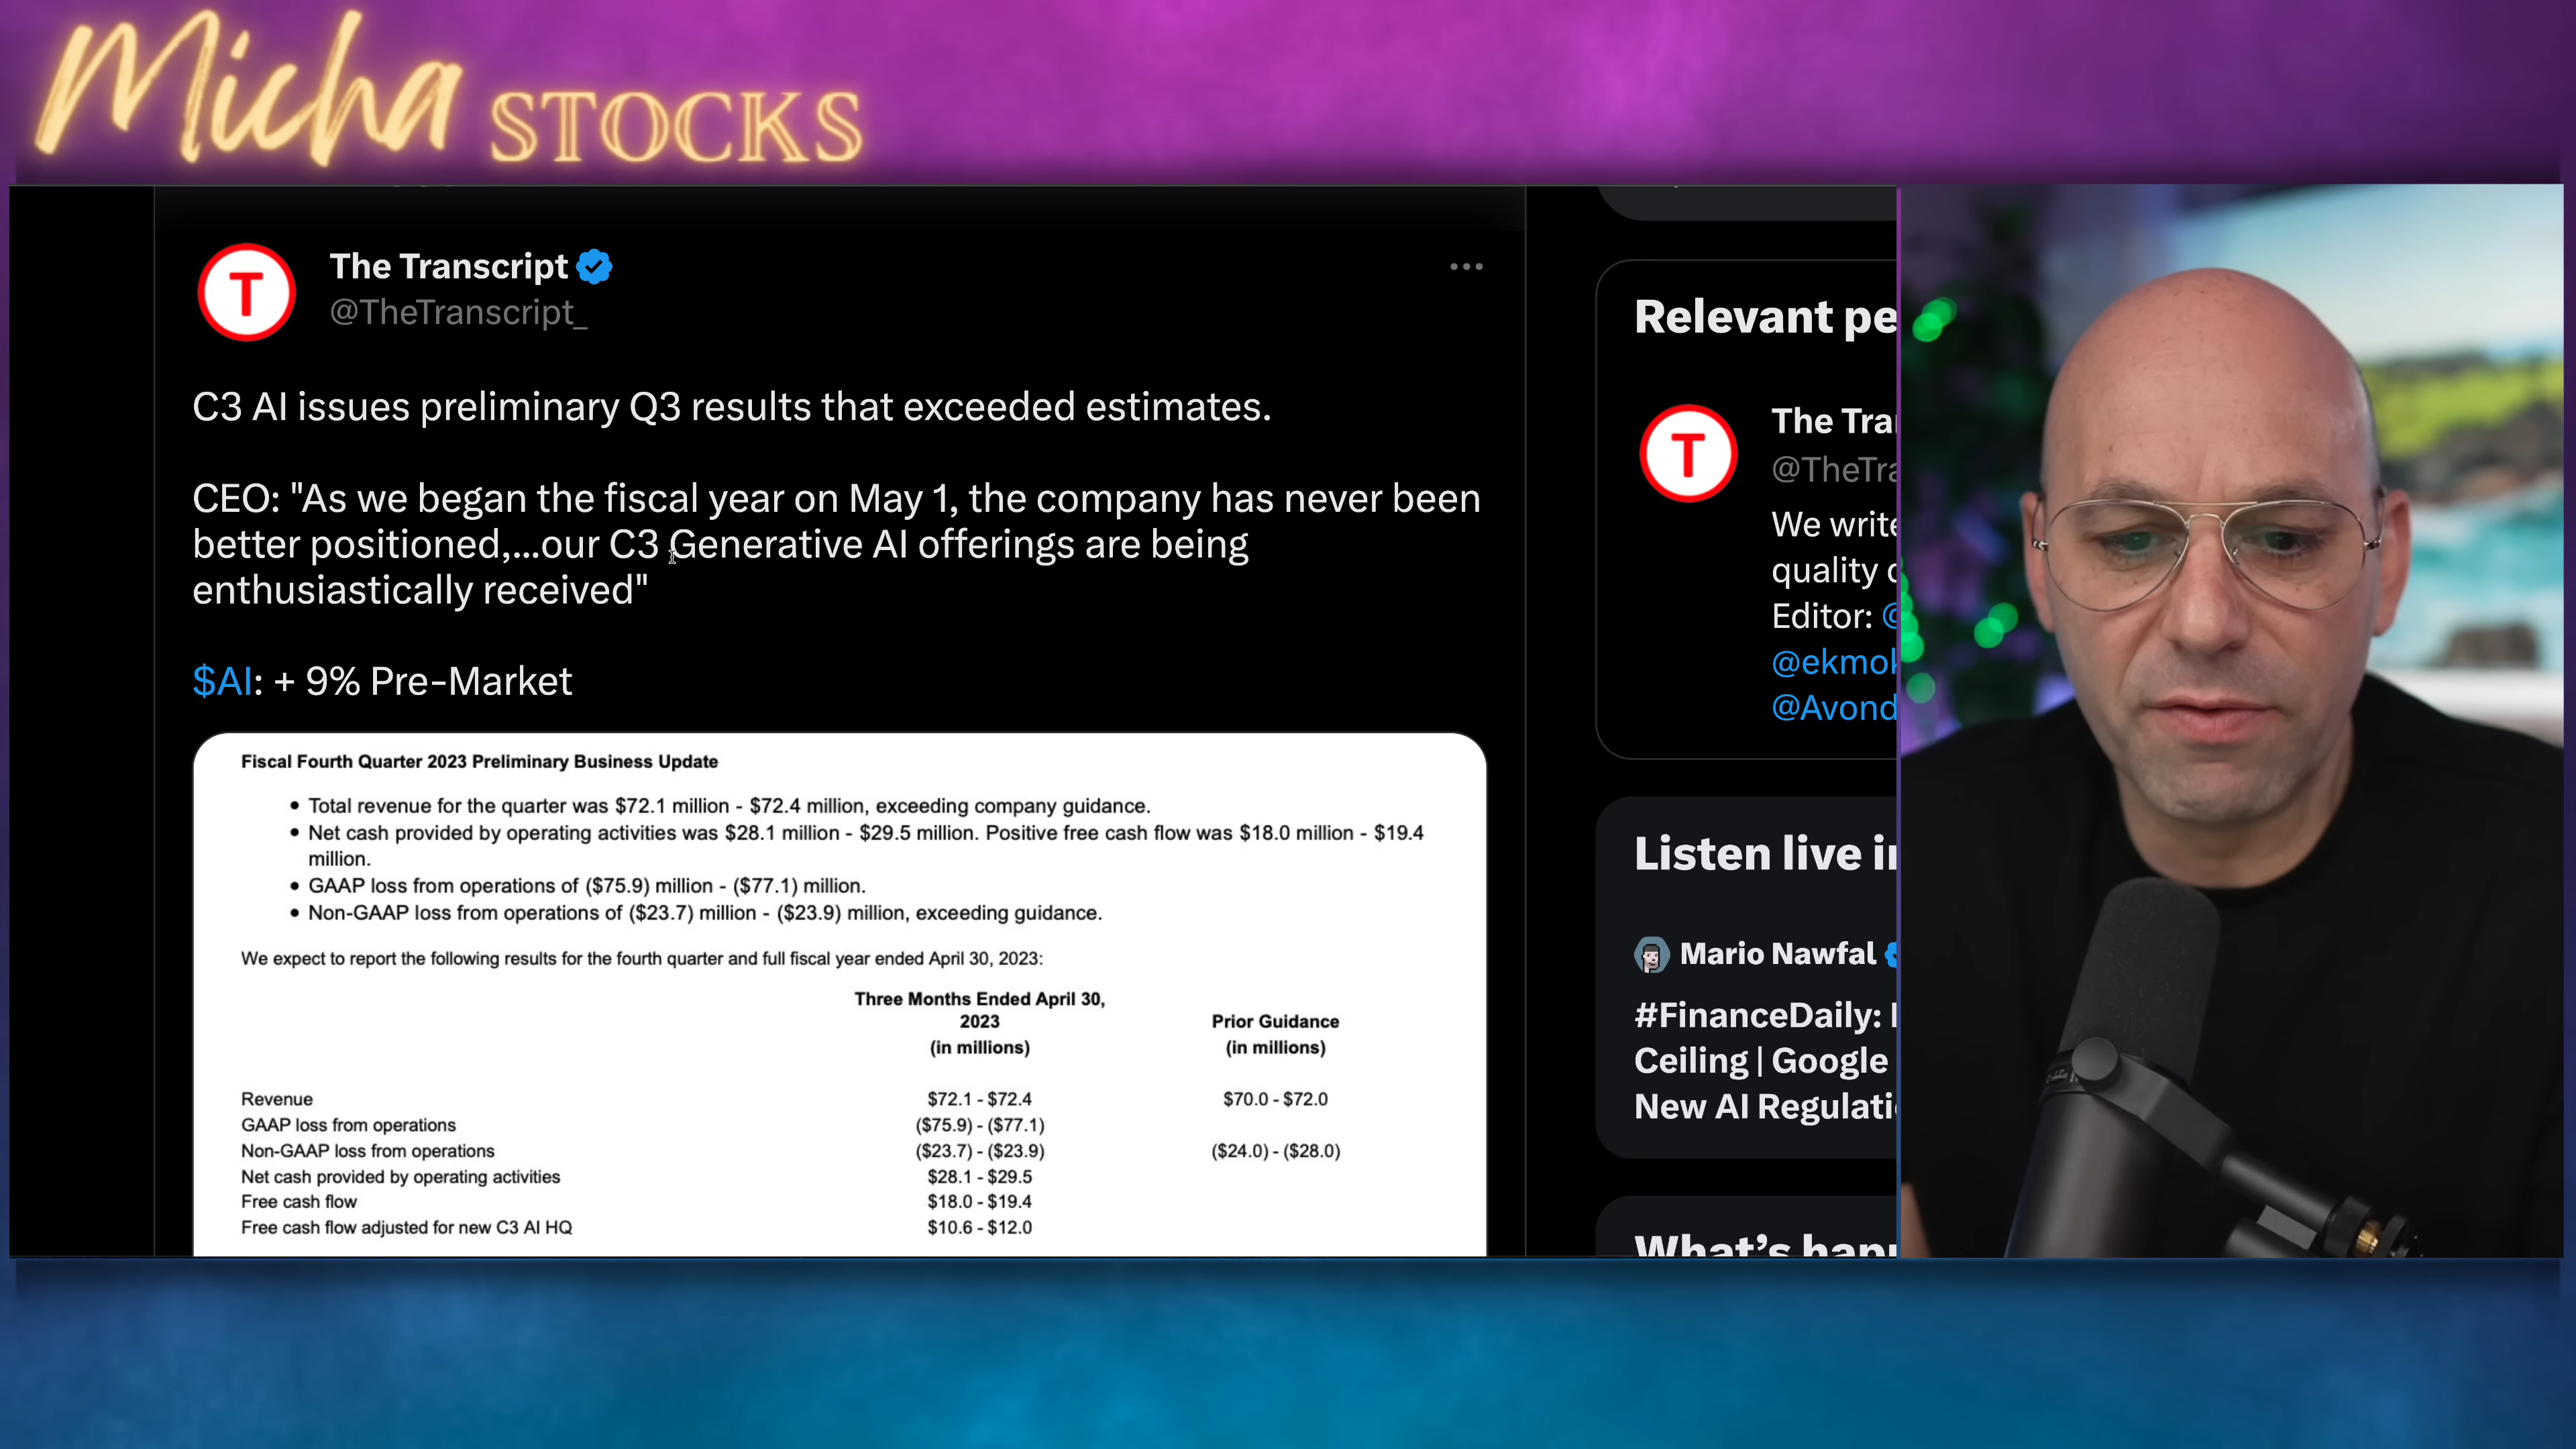 Micha STOCKS
The Transcript
@TheTranscript_
C3 AI issues preliminary Q3 results that exceeded estimates.
CEO: "As we began the fiscal year on May 1, the company has never been
better positioned,...our C3 Generative AI offerings are being
enthusiastically received"
$AI: + 9% Pre-Market
Fiscal Fourth Quarter 2023 Preliminary Business Update
• Total revenue for the quarter was $72.1 million - $72.4 million, exceeding company guidance.
• Net cash provided by operating activities was $28.1 million - $29.5 million. Positive free cash flow was $18.0 million - $19.4
million.
• GAAP loss from operations of ($75.9) million - ($77.1) million.
• Non-GAAP loss from operations of ($23.7) million - ($23.9) million, exceeding guidance.
We expect to report the following results for the fourth quarter and full fiscal year ended April 30, 2023:
Three Months Ended April 30,
2023 Prior Guidance
(in millions) (in millions)
Revenue $72.1 - $72.4 $70.0 - $72.0
GAAP loss from operations ($75.9) - ($77.1)
Non-GAAP loss from operations ($23.7) - ($23.9) ($24.0) - ($28.0)
Net cash provided by operating activities $28.1 - $29.5
Free cash flow $18.0 - $19.4
Free cash flow adjusted for new C3 AI HQ $10.6 - $12.0
Relevant pe
T
The Tra
@TheTra
We write
quality
Editor: @
@ekmok
@Avond
Listen live in
Mario Nawfal
#FinanceDaily:
Ceiling | Google
New AI Regulati
What's happ